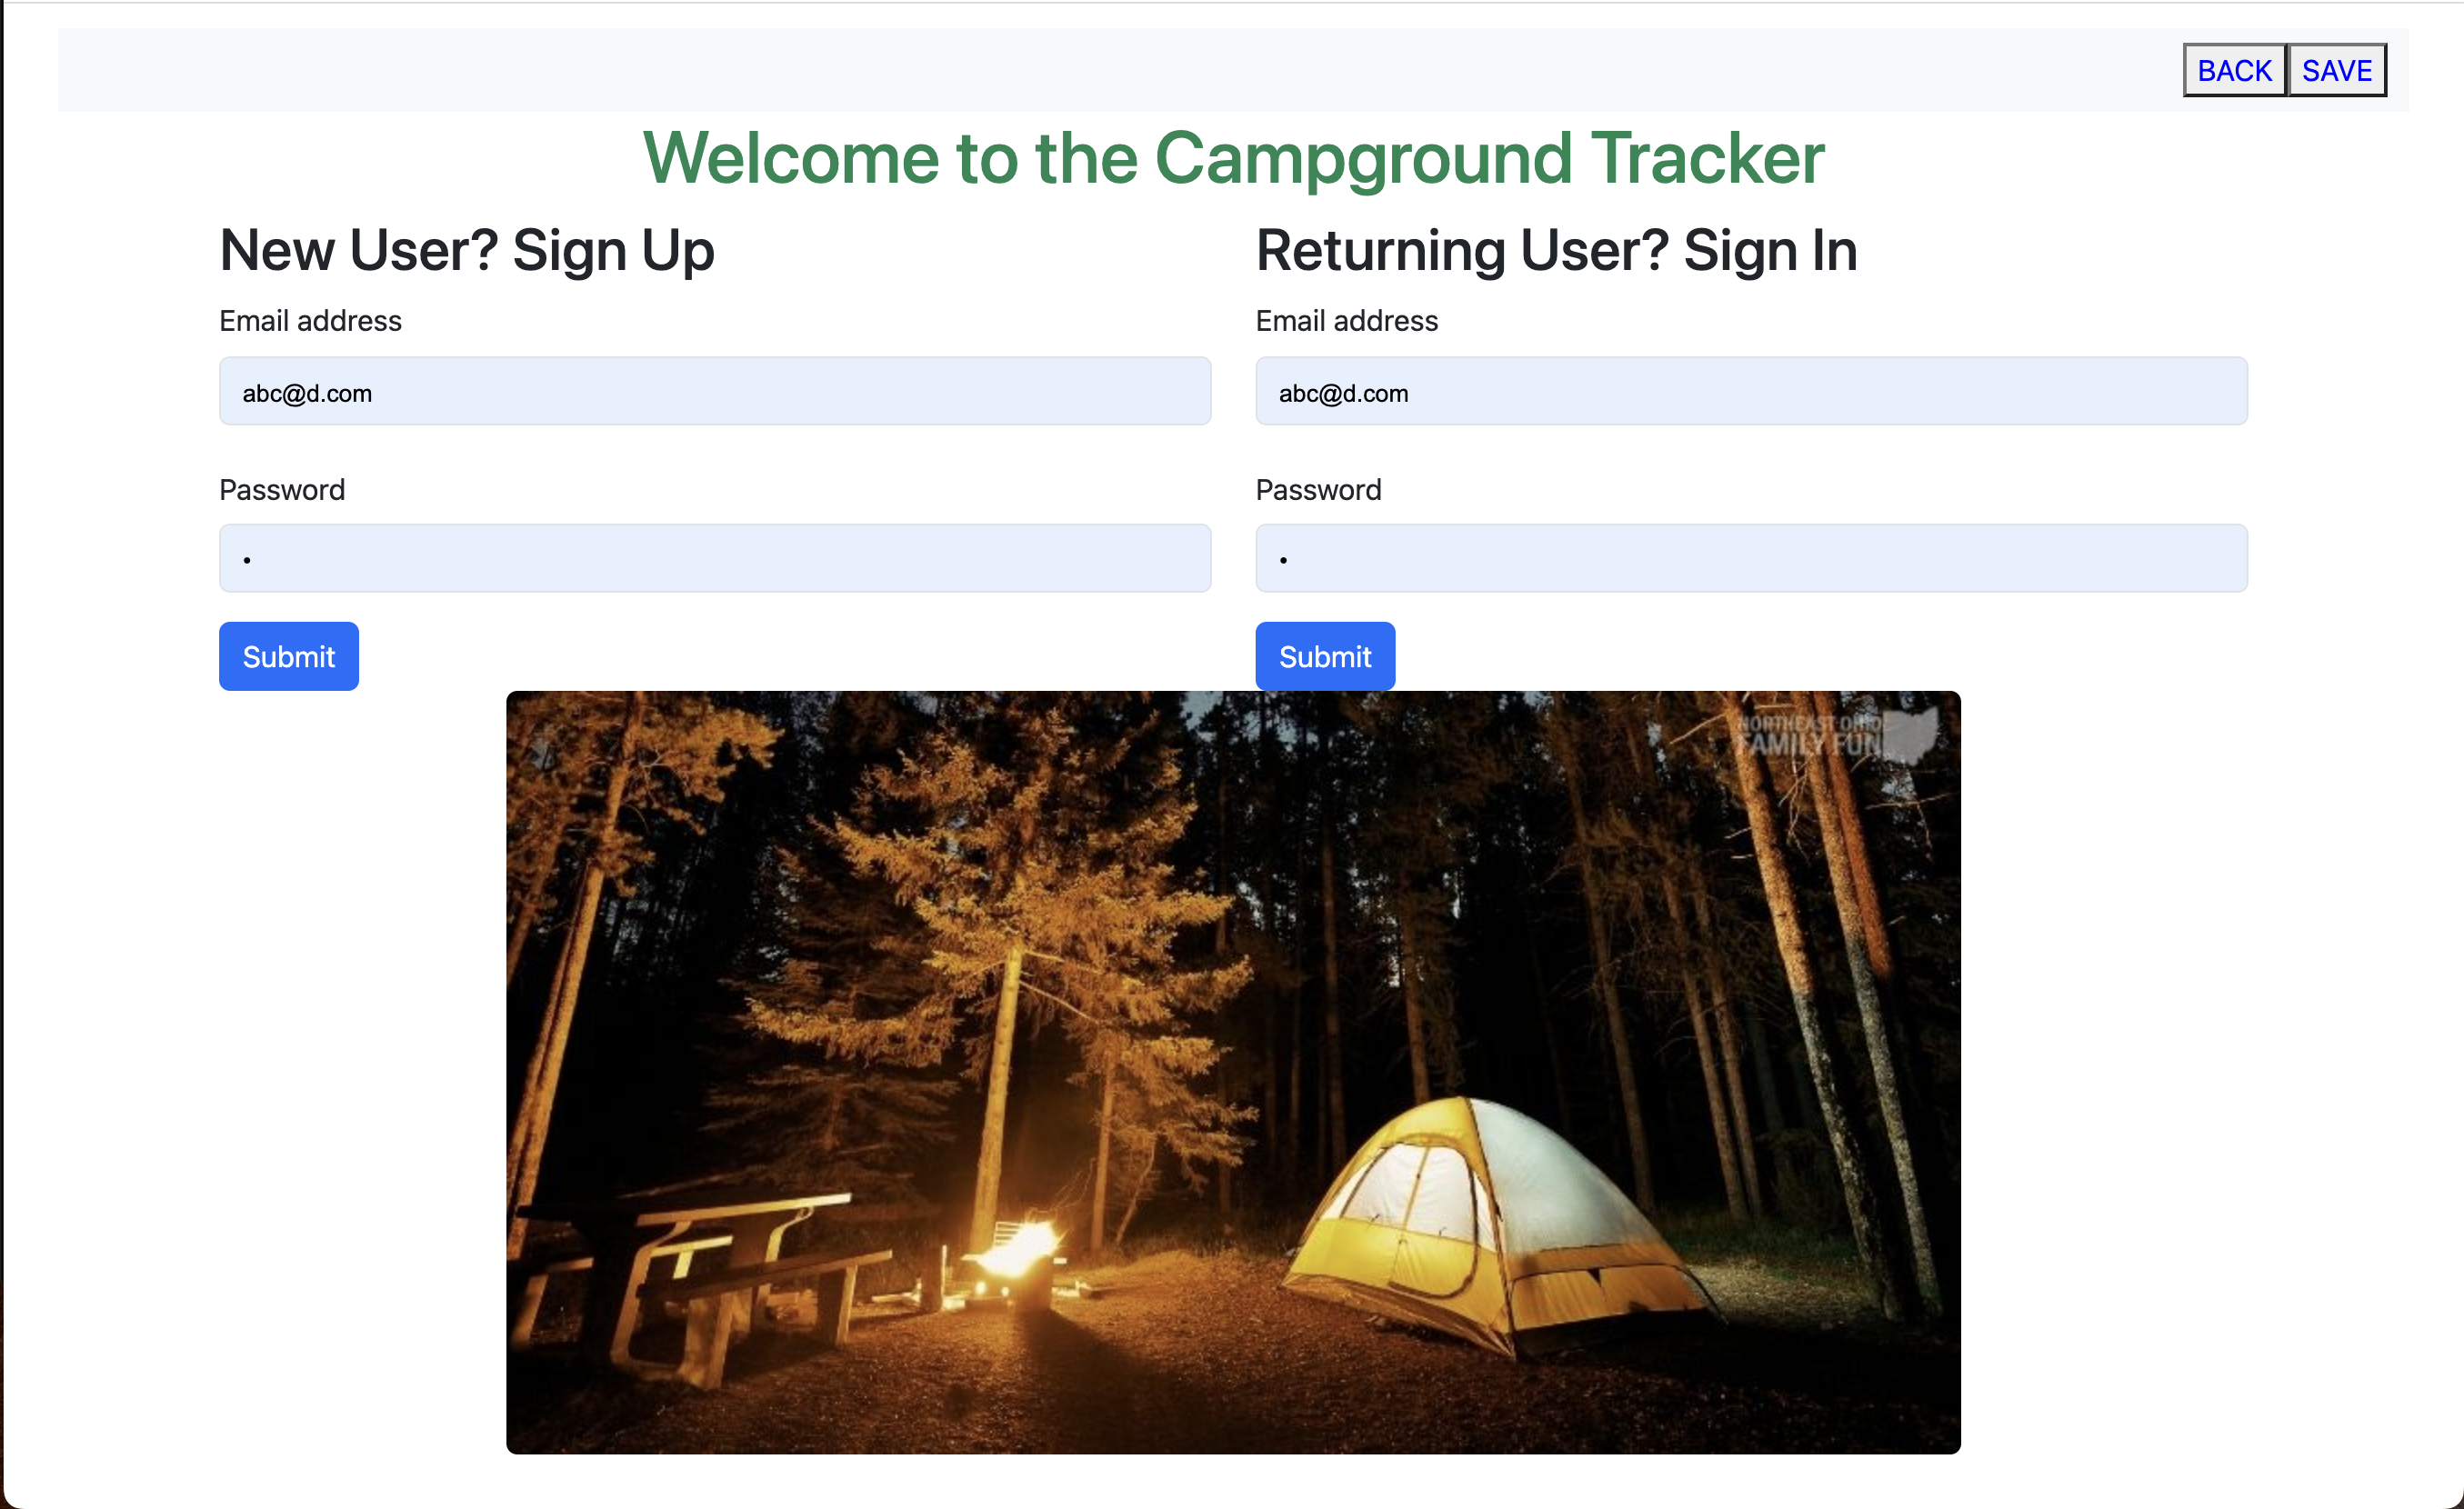 BACK SAVE
Welcome to the Campground Tracker
New User? Sign Up
Email address
abc@d.com
Password
•
Submit
Returning User? Sign In
Email address
abc@d.com
Password
•
Submit
NORTHEAST OHIO
FAMILY FUN